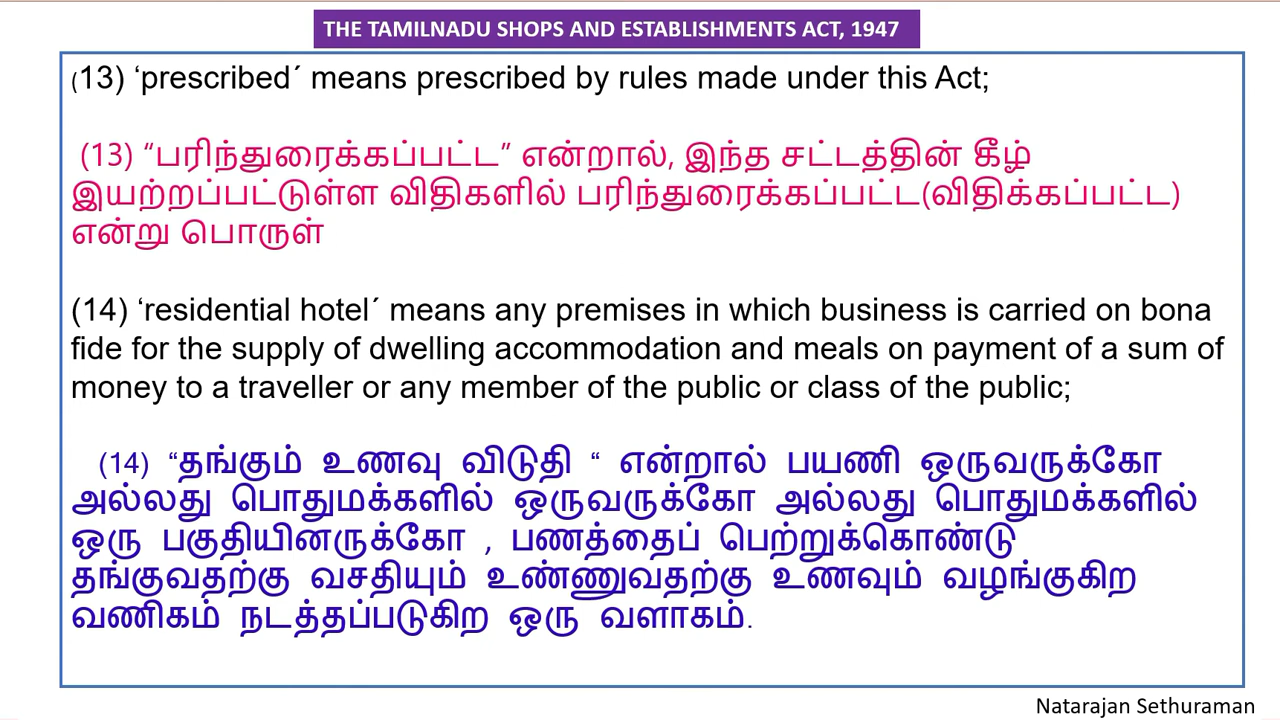 THE TAMILNADU SHOPS AND ESTABLISHMENTS ACT, 1947
(13) ‘prescribed´ means prescribed by rules made under this Act;
(13) “பரிந்துரைக்கப்பட்ட” என்றால், இந்த சட்டத்தின் கீழ்
இயற்றப்பட்டுள்ள விதிகளில் பரிந்துரைக்கப்பட்ட(விதிக்கப்பட்ட)
என்று பொருள்
(14) ‘residential hotel´ means any premises in which business is carried on bona
fide for the supply of dwelling accommodation and meals on payment of a sum of
money to a traveller or any member of the public or class of the public;
(14) “தங்கும் உணவு விடுதி “ என்றால் பயணி ஒருவருக்கோ
அல்லது பொதுமக்களில் ஒருவருக்கோ அல்லது பொதுமக்களில்
ஒரு பகுதியினருக்கோ , பணத்தைப் பெற்றுக்கொண்டு
தங்குவதற்கு வசதியும் உண்ணுவதற்கு உணவும் வழங்குகிற
வணிகம் நடத்தப்படுகிற ஒரு வளாகம்.
Natarajan Sethuraman